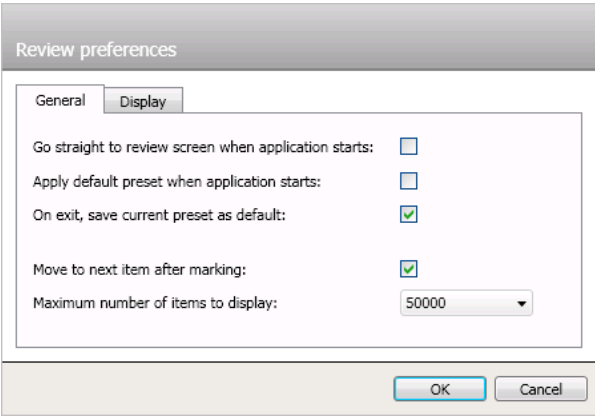 Review preferences
General
Display
Go straight to review screen when application starts:
Apply default preset when application starts:
On exit, save current preset as default:
Move to next item after marking:
Maximum number of items to display: 50000
OK
Cancel